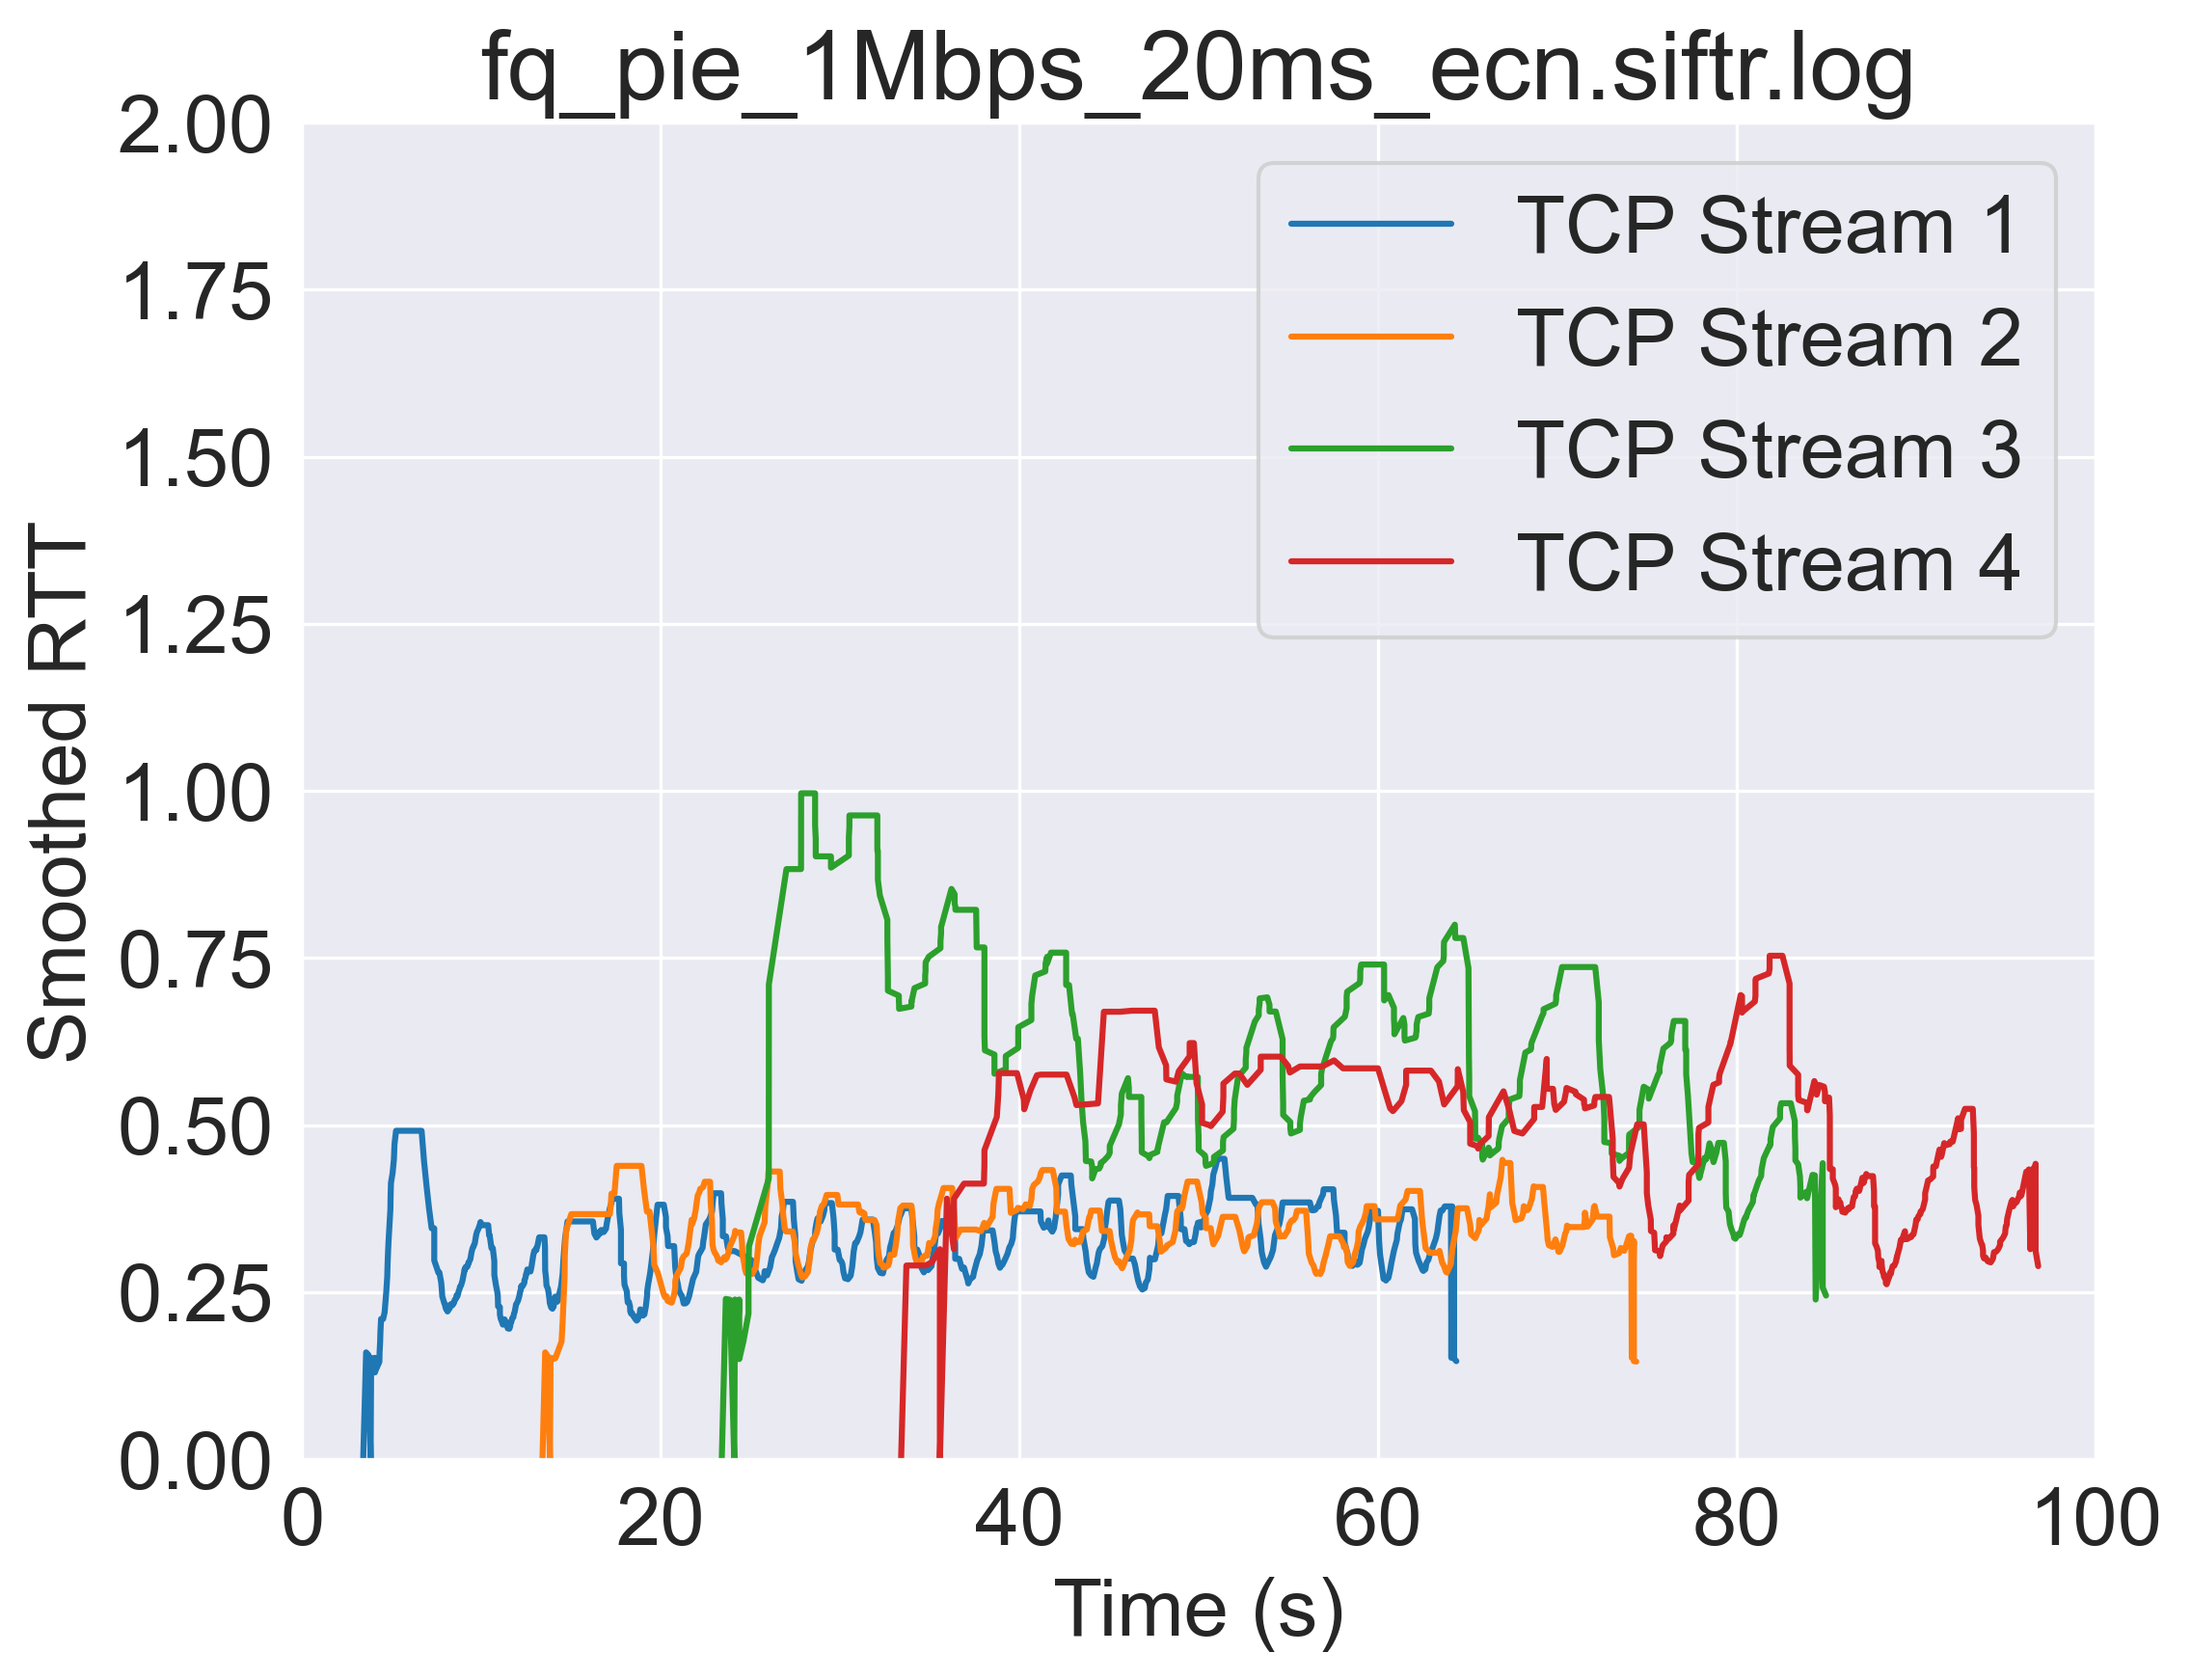 fq_pie_1Mbps_20ms_ecn.siftr.log
2.00
1.75
1.50
1.25
1.00
0.75
0.50
0.25
0.00
Smoothed RTT
TCP Stream 1
TCP Stream 2
TCP Stream 3
TCP Stream 4
0 20 40 60 80 100
Time (s)